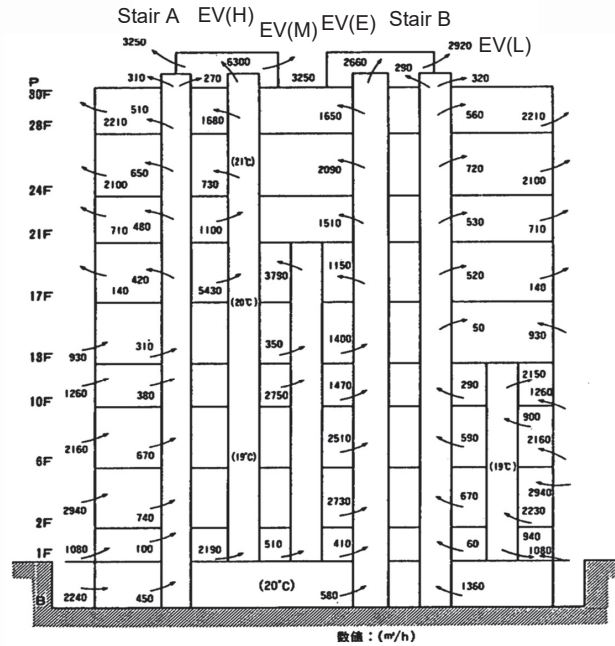 Stair A EV(H) EV(M) EV(E) Stair B EV(L)
3250 6300 3250 2660 290 2920
310 270 320
P
30F
510 1680 1650 560 2210
28F 2210
(21℃)
650 2090 720
24F 2100 730 2100
480 1100 1510 530
21F 710 710
420 3790 1150 520
17F 140 5430 (20℃) 140
50 930
18F 930 310 350 1400
2150
290 1260
10F 1260 380 2750 1470
900
6F 2160 670 (19℃) 2510 590 (19℃) 2160
2940
2F 2940 740 2730 670 2230
940
1F 1080 100 2190 510 410 60 1080
(20℃)
B 2240 450 580 1360
数値：(㎥/h)